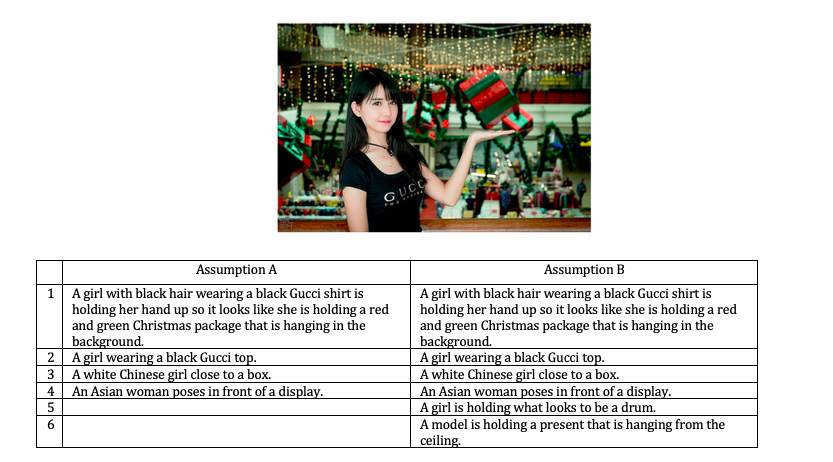 GUCCI
Assumption A
Assumption B
1
A girl with black hair wearing a black Gucci shirt is
holding her hand up so it looks like she is holding a red
and green Christmas package that is hanging in the
background.
A girl with black hair wearing a black Gucci shirt is
holding her hand up so it looks like she is holding a red
and green Christmas package that is hanging in the
background.
2
A girl wearing a black Gucci top.
A girl wearing a black Gucci top.
3
A white Chinese girl close to a box.
A white Chinese girl close to a box.
4
An Asian woman poses in front of a display.
An Asian woman poses in front of a display.
5
A girl is holding what looks to be a drum.
6
A model is holding a present that is hanging from the
ceiling.